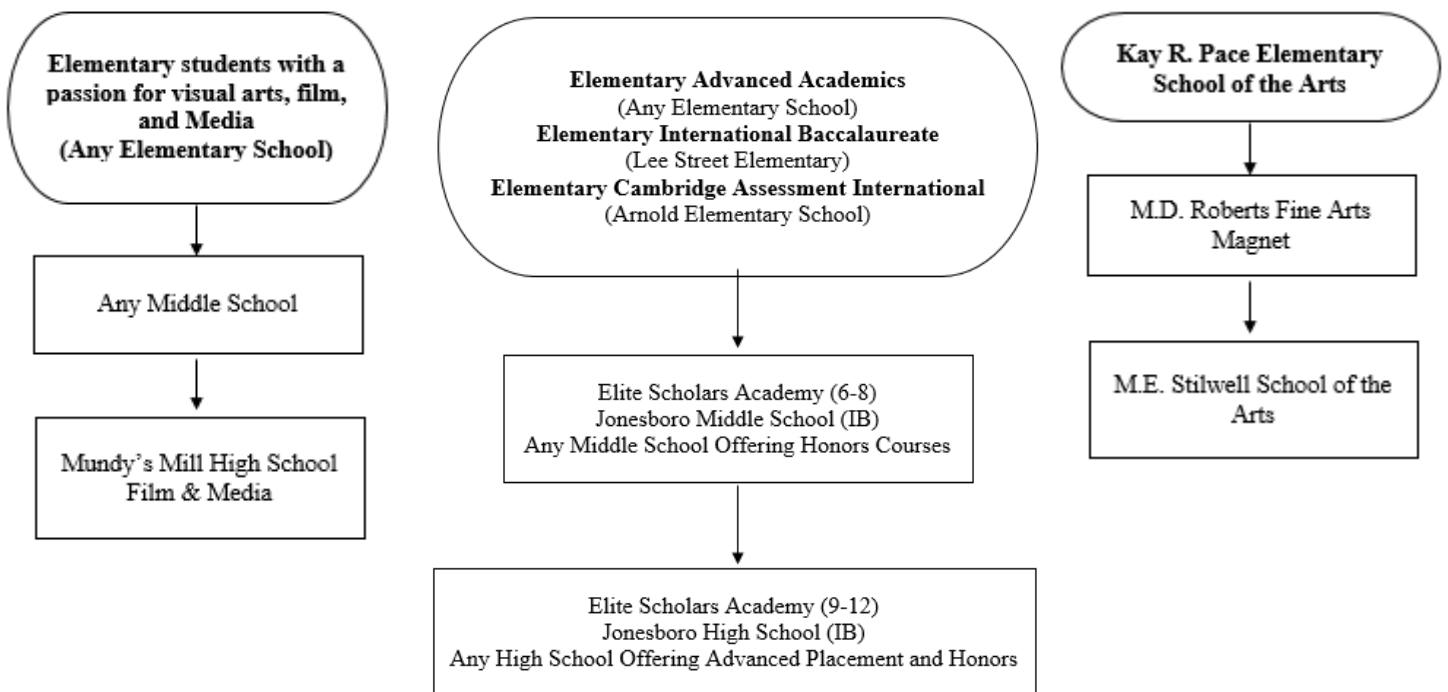 Elementary students with a
passion for visual arts, film,
and Media
(Any Elementary School)
Any Middle School
Mundy’s Mill High School
Film & Media
Elementary Advanced Academics
(Any Elementary School)
Elementary International Baccalaureate
(Lee Street Elementary)
Elementary Cambridge Assessment International
(Arnold Elementary School)
Elite Scholars Academy (6-8)
Jonesboro Middle School (IB)
Any Middle School Offering Honors Courses
Elite Scholars Academy (9-12)
Jonesboro High School (IB)
Any High School Offering Advanced Placement and Honors
Kay R. Pace Elementary
School of the Arts
M.D. Roberts Fine Arts
Magnet
M.E. Stilwell School of the
Arts